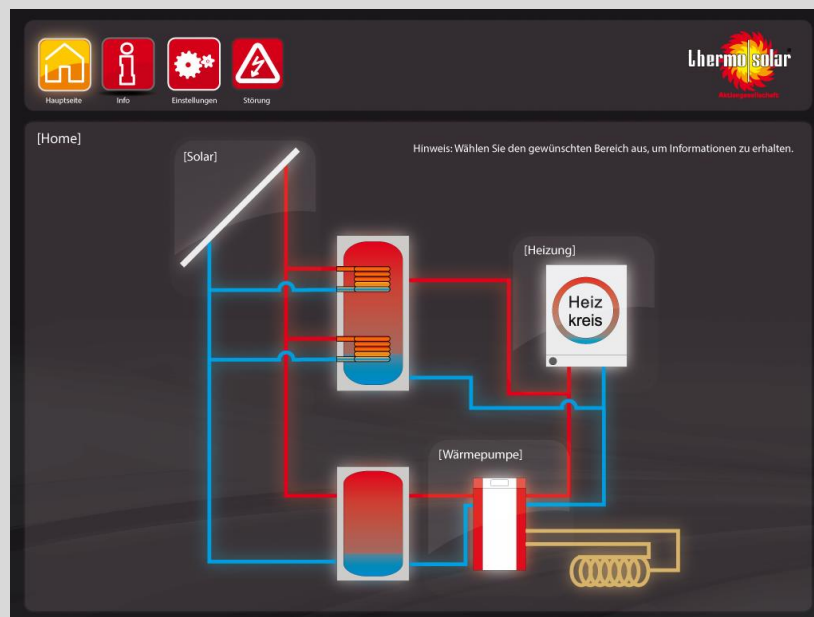 Hauptseite
Info
Einstellungen
Störung
thermo solar
Aktiengesellschaft
[Home]
[Solar]
Hinweis: Wählen Sie den gewünschten Bereich aus, um Informationen zu erhalten.
[Heizung]
Heiz
kreis
[Wärmepumpe]